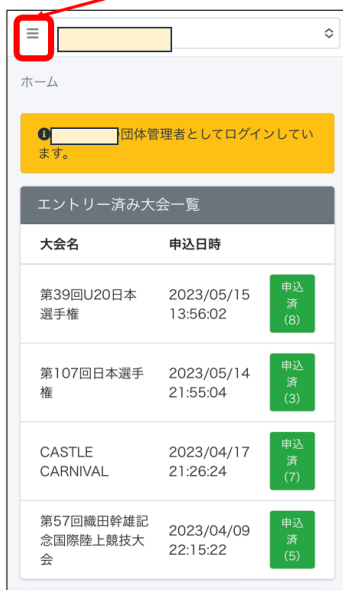 ホーム
団体管理者としてログインしてい
ます。
エントリー済み大会一覧
大会名 申込日時
第39回U20日本
選手権
2023/05/15
13:56:02
申込
済
(8)
第107回日本選手
権
2023/05/14
21:55:04
申込
済
(3)
CASTLE
CARNIVAL
2023/04/17
21:26:24
申込
済
(7)
第57回織田幹雄記
念国際陸上競技大
会
2023/04/09
22:15:22
申込
済
(5)